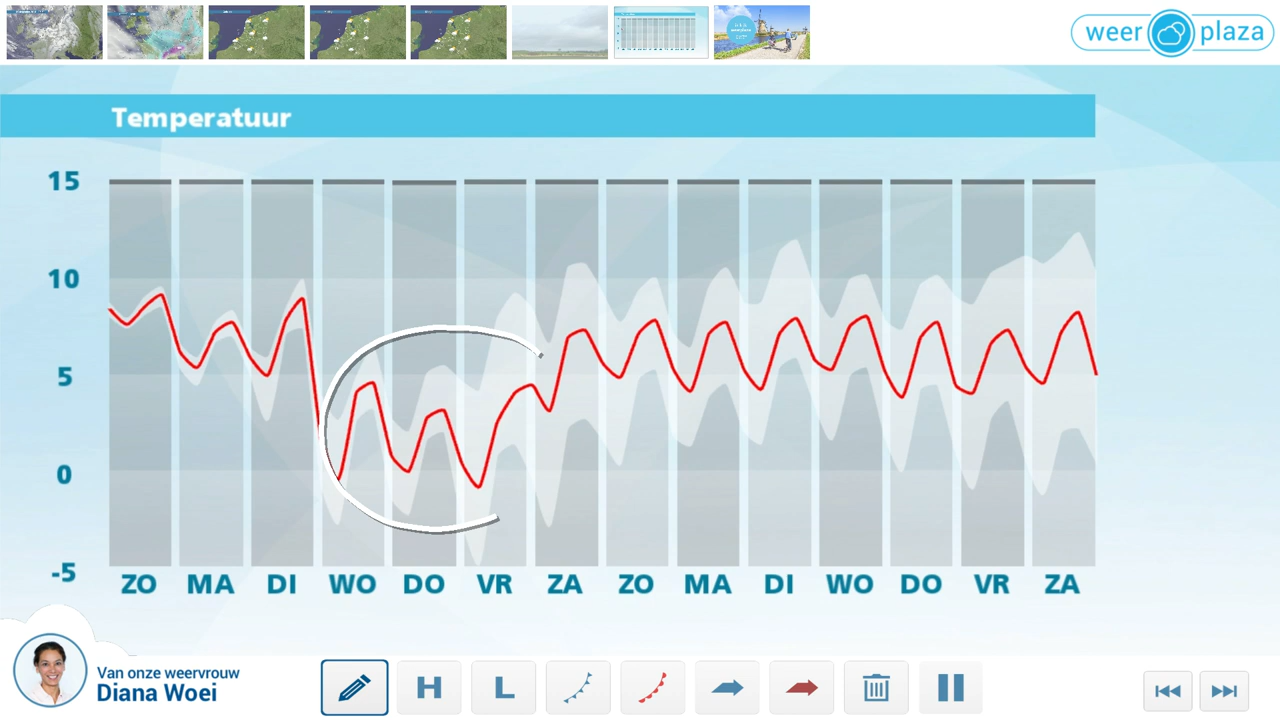 weer plaza
Temperatuur
15
10
5
0
-5
ZO MA DI WO DO VR ZA ZO MA DI WO DO VR ZA
Van onze weervrouw
Diana Woei
H L